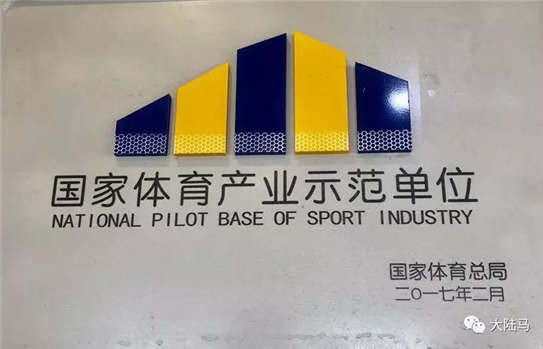 国家体育产业示范单位
NATIONAL PILOT BASE OF SPORT INDUSTRY
国家体育总局
二〇一七年二月
大陆马